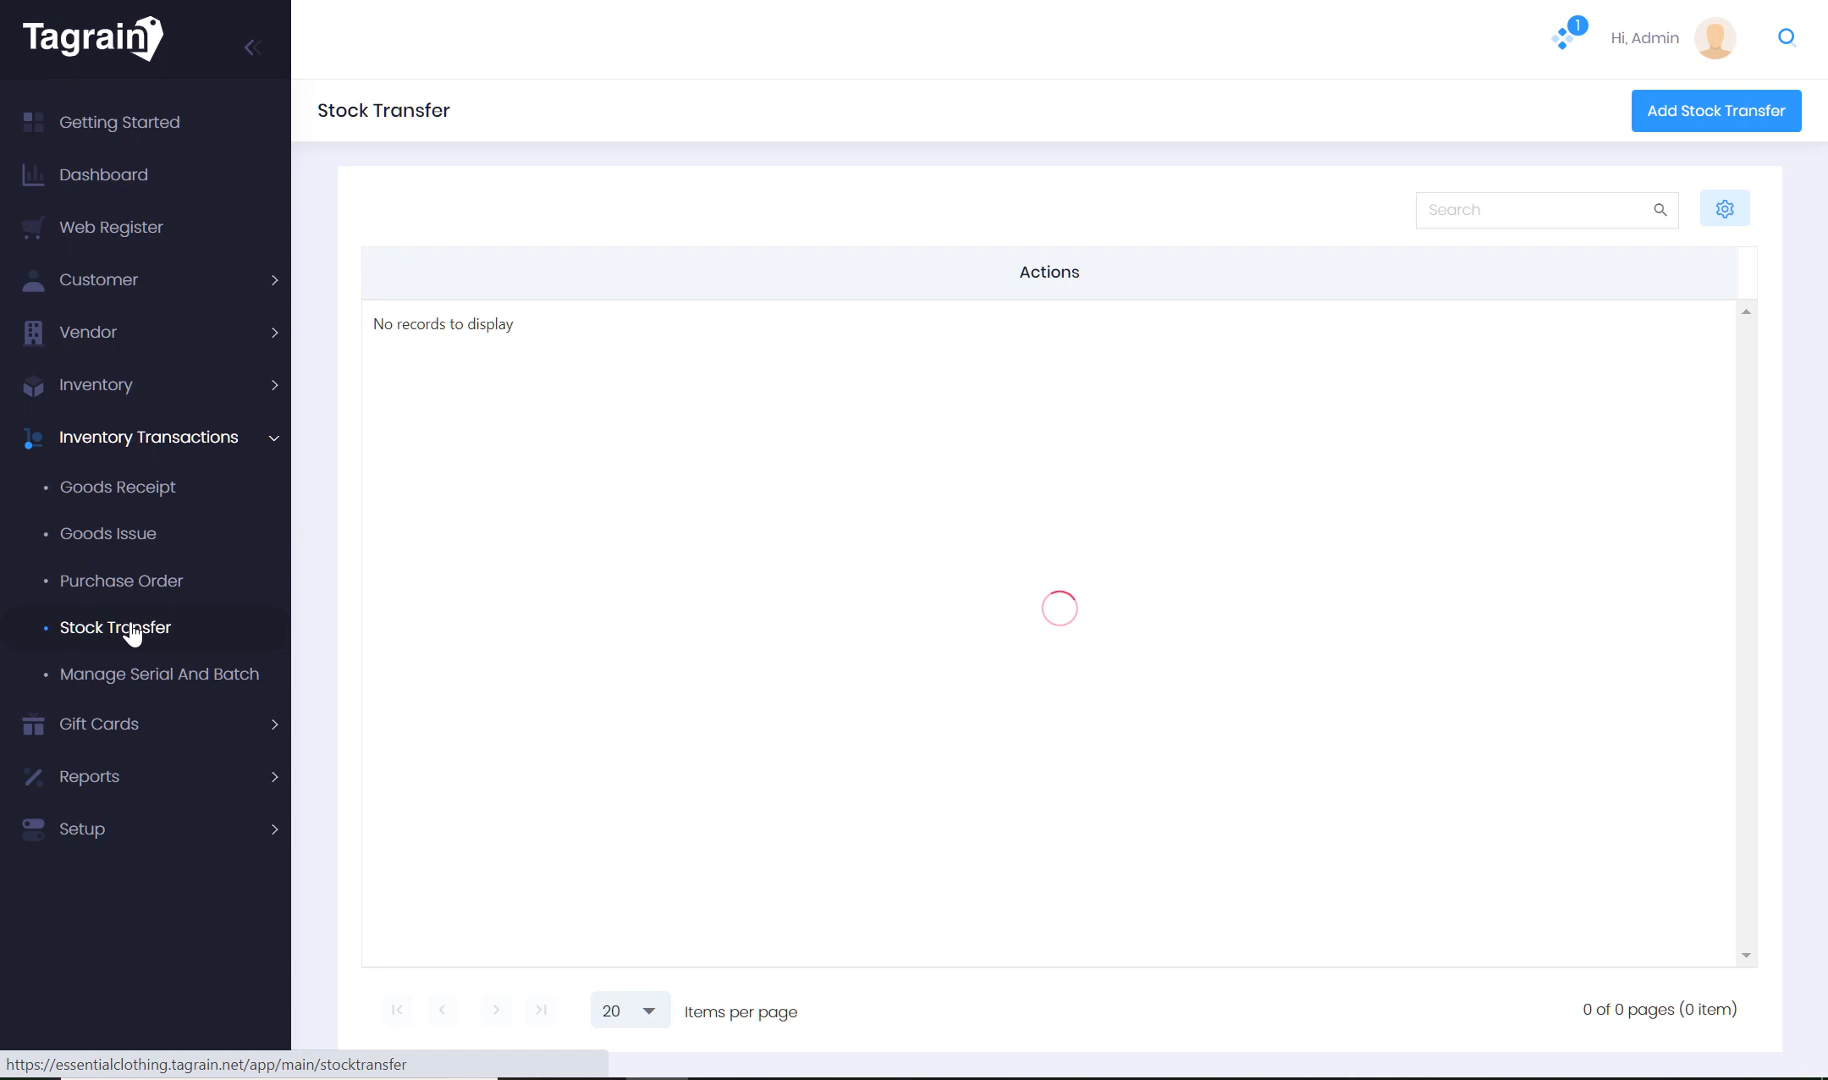 Tagrain
1
Hi, Admin
Stock Transfer
Add Stock Transfer
Getting Started
Dashboard
Web Register
Customer
Vendor
Inventory
Inventory Transactions
Goods Receipt
Goods Issue
Purchase Order
Stock Transfer
Manage Serial And Batch
Gift Cards
Reports
Setup
Search
Actions
No records to display
20
Items per page
0 of 0 pages (0 item)
https://essentialclothing.tagrain.net/app/main/stocktransfer